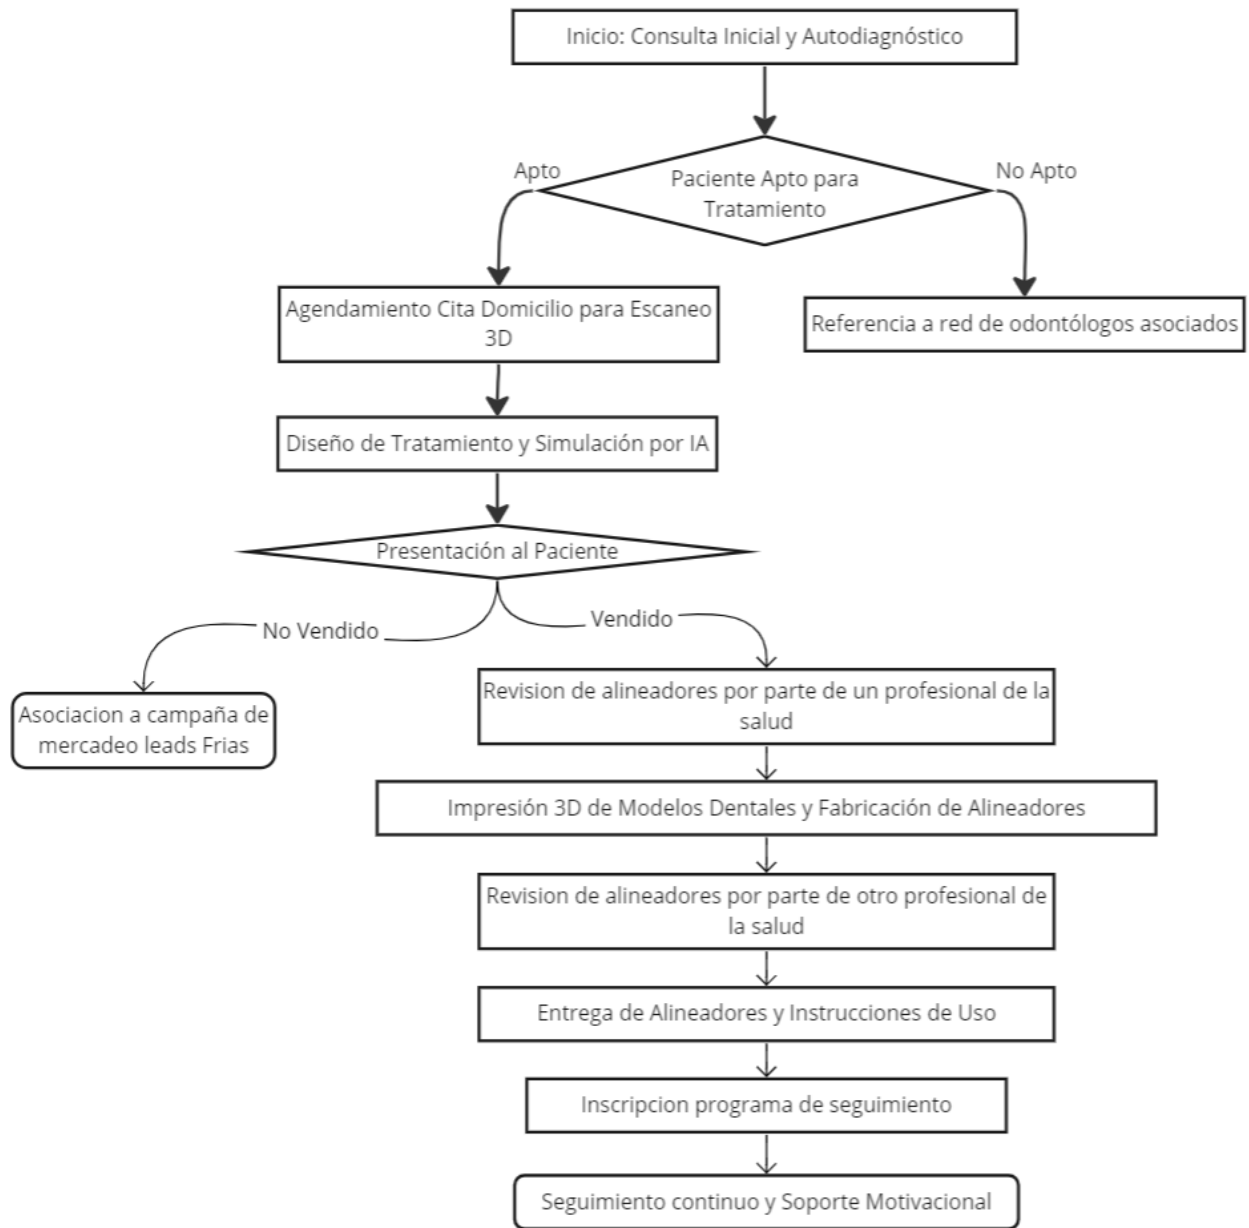 Inicio: Consulta Inicial y Autodiagnóstico
Apto
Paciente Apto para
Tratamiento
No Apto
Agendamiento Cita Domicilio para Escaneo
3D
Referencia a red de odontólogos asociados
Diseño de Tratamiento y Simulación por IA
Presentación al Paciente
No Vendido
Vendido
Asociacion a campaña de
mercadeo leads Frias
Revision de alineadores por parte de un profesional de la
salud
Impresión 3D de Modelos Dentales y Fabricación de Alineadores
Revision de alineadores por parte de otro profesional de
la salud
Entrega de Alineadores y Instrucciones de Uso
Inscripcion programa de seguimiento
Seguimiento continuo y Soporte Motivacional